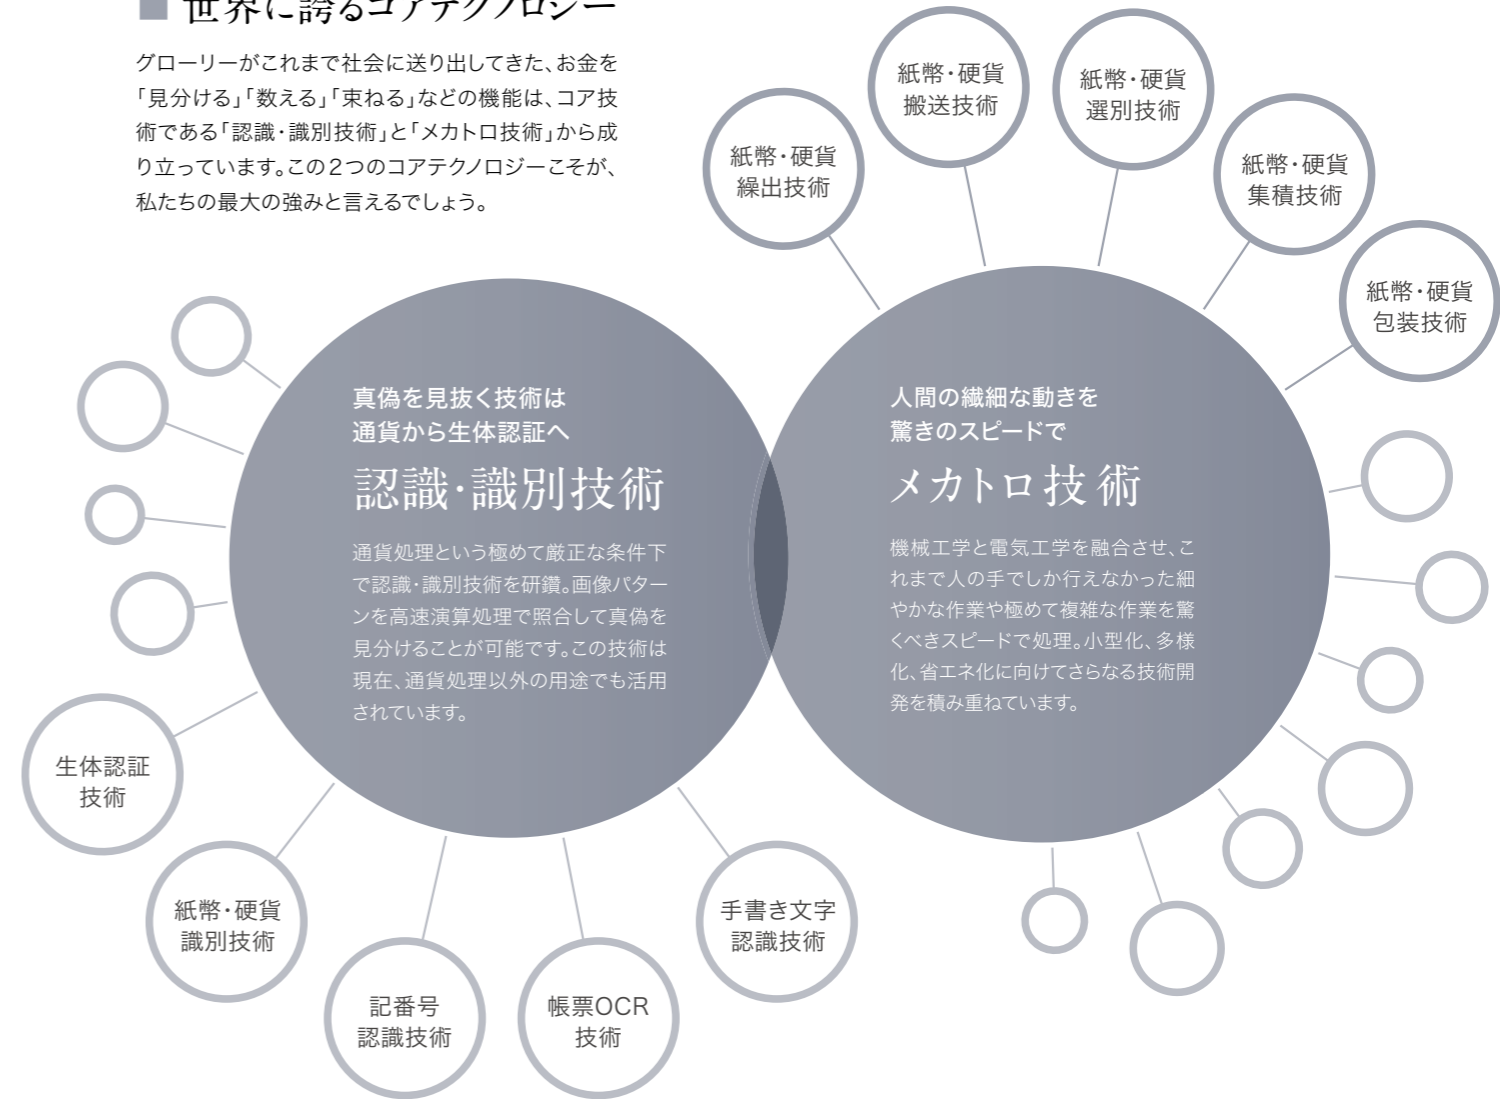 世界に誇るコアテクノロジー
グローリーがこれまで社会に送り出してきた、お金を
「見分ける」「数える」「束ねる」などの機能は、コア技
術である「認識・識別技術」と「メカトロ技術」から成
り立っています。この２つのコアテクノロジーこそが、
私たちの最大の強みと言えるでしょう。
紙幣・硬貨
繰出技術
紙幣・硬貨
搬送技術
紙幣・硬貨
選別技術
紙幣・硬貨
集積技術
紙幣・硬貨
包装技術
真偽を見抜く技術は
通貨から生体認証へ
認識・識別技術
通貨処理という極めて厳正な条件下
で認識・識別技術を研鑽。画像パター
ンを高速演算処理で照合して真偽を
見分けることが可能です。この技術は
現在、通貨処理以外の用途でも活用
されています。
人間の繊細な動きを
驚きのスピードで
メカトロ技術
機械工学と電気工学を融合させ、こ
れまで人の手でしか行えなかった細
やかな作業や極めて複雑な作業を驚
くべきスピードで処理。小型化、多様
化、省エネ化に向けてさらなる技術開
発を積み重ねています。
生体認証
技術
紙幣・硬貨
識別技術
記番号
認識技術
帳票OCR
技術
手書き文字
認識技術